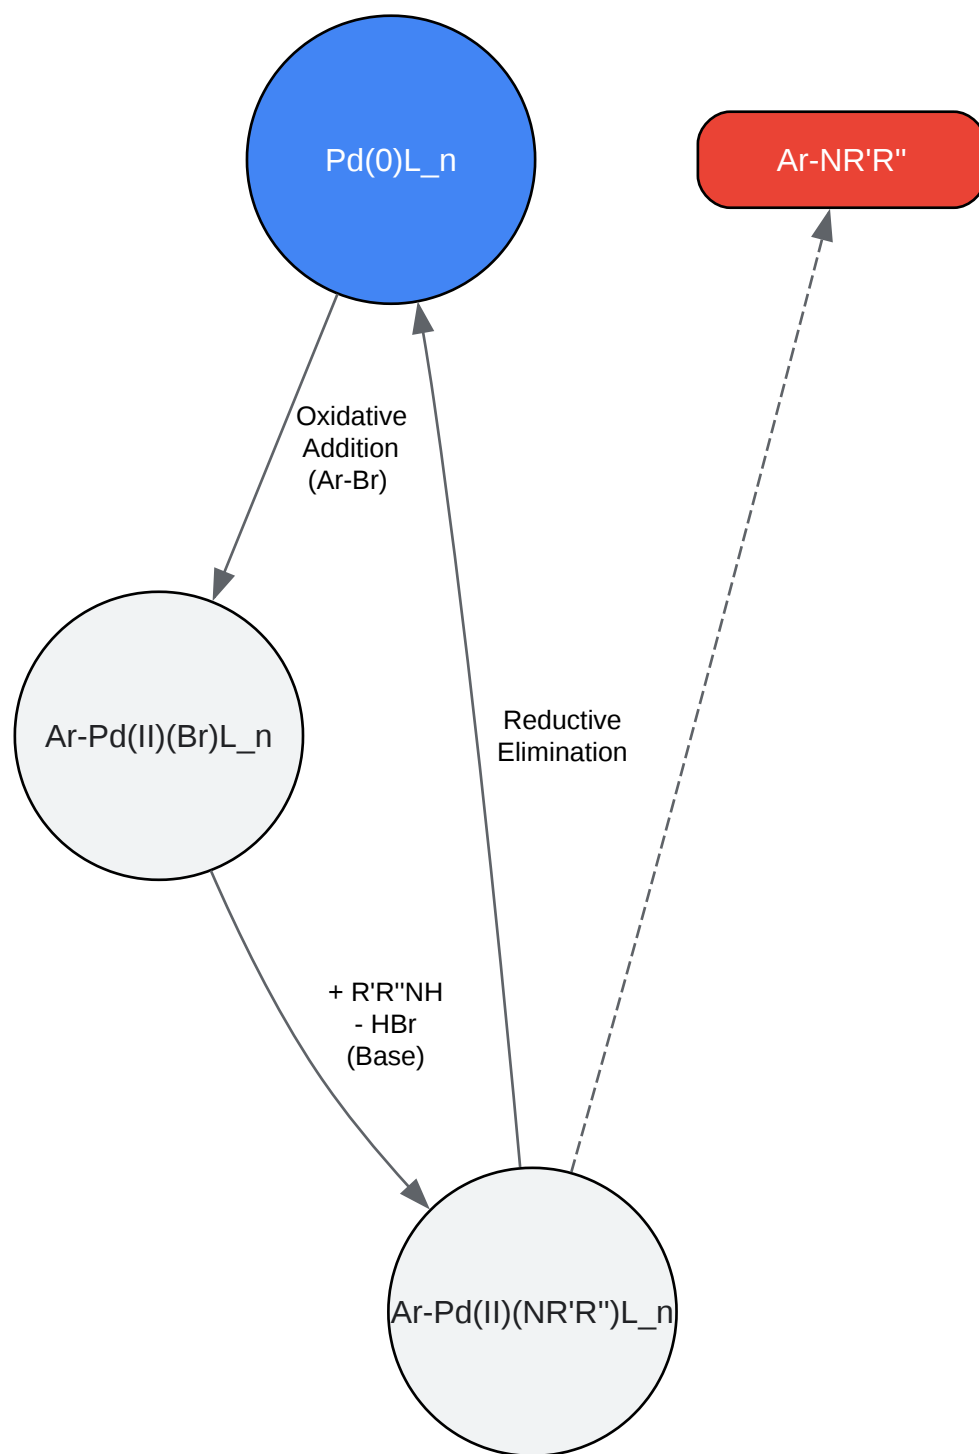 Pd(0)L_n
Ar-NR'R"
Oxidative
Addition
(Ar-Br)
Ar-Pd(II)(Br)L_n
Reductive
Elimination
+ R'R"NH
- HBr
(Base)
Ar-Pd(II)(NR'R")L_n